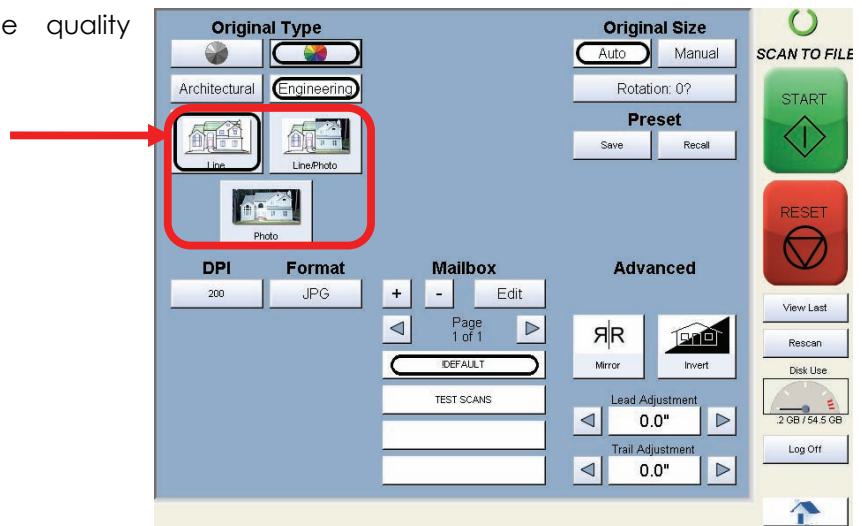 e quality
Original Type
Architectural
Engineering
Line
Line/Photo
Photo
DPI
Format
200
JPG
Mailbox
+
-
Edit
Page
1 of 1
!DEFAULT
TEST SCANS
Original Size
Auto
Manual
Rotation: 0?
Preset
Save
Recall
Advanced
ЯR
Mirror
Invert
Lead Adjustment
0.0"
Trail Adjustment
0.0"
SCAN TO FILE
START
RESET
View Last
Rescan
Disk Use
.2 GB / 54.5 GB
Log Off